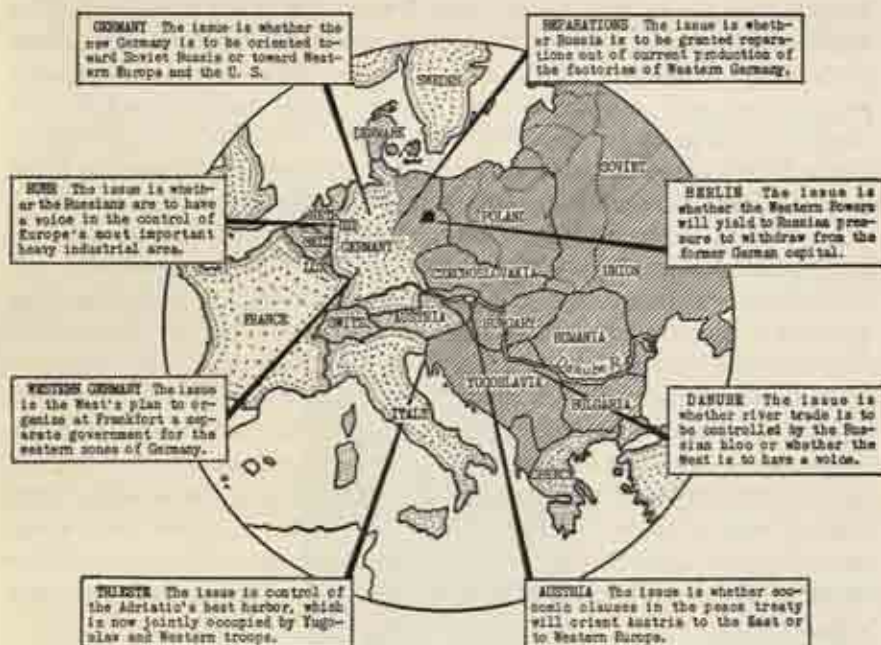 GERMANY The issue is whether the
new Germany is to be oriented to-
ward Soviet Russia or toward West-
ern Europe and the U. S.
REPARATIONS The issue is wheth-
er Russia is to be granted repara-
tions out of current production of
the factories of Western Germany.
SWEDEN
DENMARK
SOVIET
RUHR The issue is wheth-
er the Russians are to have
a voice in the control of
Europe's most important
heavy industrial area.
BERLIN The issue is
whether the Western Powers
will yield to Russian pres-
sure to withdraw from the
former German capital.
NETH
POLAND
BELG
GERMANY
LUX
CZECHOSLOVAKIA
UNION
FRANCE
SWITZ
AUSTRIA
HUNGARY
RUMANIA
Danube R.
YUGOSLAVIA
BULGARIA
ITALY
GREECE
WESTERN GERMANY The issue
is the West's plan to or-
ganize at Frankfort a sep-
arate government for the
western zones of Germany.
DANUBE The issue is
whether river trade is to
be controlled by the Rus-
sian bloc or whether the
West is to have a voice.
TRIESTE The issue is control of
the Adriatic's best harbor, which
is now jointly occupied by Yugo-
slav and Western troops.
AUSTRIA The issue is whether eco-
nomic clauses in the peace treaty
will orient Austria to the East or
to Western Europe.